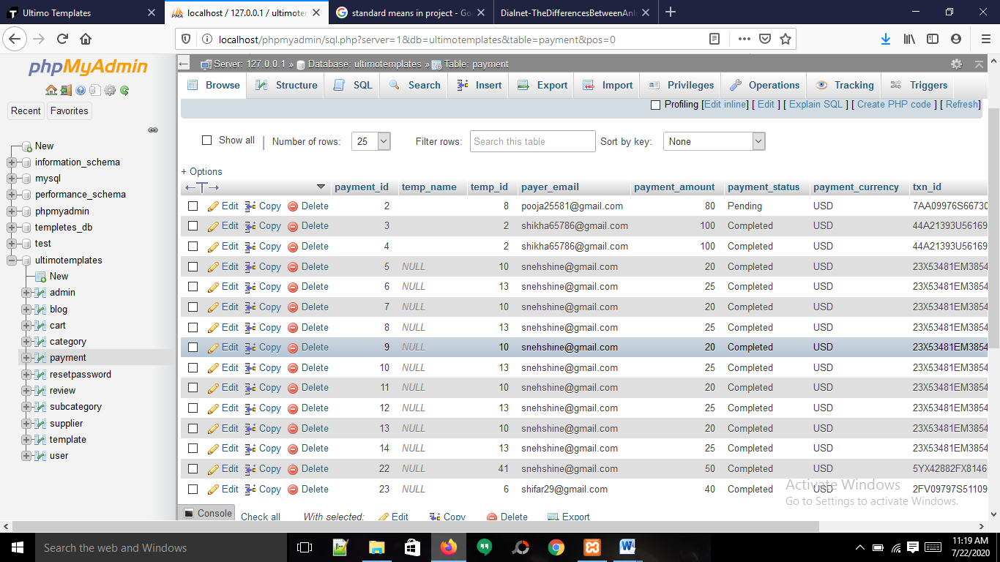 Ultimo Templates
localhost / 127.0.0.1 / ultimote
standard means in project - Go
Dialnet-TheDifferencesBetweenAnI
localhost/phpmyadmin/sql.php?server=1&db=ultimotemplates&table=payment&pos=0
phpMyAdmin
Recent Favorites
New
information_schema
mysql
performance_schema
phpmyadmin
templetes_db
test
ultimotemplates
New
admin
blog
cart
category
payment
resetpassword
review
subcategory
supplier
template
user
Server: 127.0.0.1 » Database: ultimotemplates » Table: payment
Browse Structure SQL Search Insert Export Import Privileges Operations Tracking Triggers
Profiling [Edit inline] [ Edit ] [ Explain SQL ] [ Create PHP code ] [ Refresh]
Show all Number of rows: 25 Filter rows: Search this table Sort by key: None
+ Options
payment_id temp_name temp_id payer_email payment_amount payment_status payment_currency txn_id
Edit Copy Delete 2 8 pooja25581@gmail.com 80 Pending USD 7AA09976S66730
Edit Copy Delete 3 2 shikha65786@gmail.com 100 Completed USD 44A21393U56169
Edit Copy Delete 4 2 shikha65786@gmail.com 100 Completed USD 44A21393U56169
Edit Copy Delete 5 NULL 10 snehshine@gmail.com 20 Completed USD 23X53481EM3854
Edit Copy Delete 6 NULL 13 snehshine@gmail.com 25 Completed USD 23X53481EM3854
Edit Copy Delete 7 NULL 10 snehshine@gmail.com 20 Completed USD 23X53481EM3854
Edit Copy Delete 8 NULL 13 snehshine@gmail.com 25 Completed USD 23X53481EM3854
Edit Copy Delete 9 NULL 10 snehshine@gmail.com 20 Completed USD 23X53481EM3854
Edit Copy Delete 10 NULL 13 snehshine@gmail.com 25 Completed USD 23X53481EM3854
Edit Copy Delete 11 NULL 10 snehshine@gmail.com 20 Completed USD 23X53481EM3854
Edit Copy Delete 12 NULL 13 snehshine@gmail.com 25 Completed USD 23X53481EM3854
Edit Copy Delete 13 NULL 10 snehshine@gmail.com 20 Completed USD 23X53481EM3854
Edit Copy Delete 14 NULL 13 snehshine@gmail.com 25 Completed USD 23X53481EM3854
Edit Copy Delete 22 NULL 41 snehshine@gmail.com 50 Completed USD 5YX42882FX8146
Edit Copy Delete 23 NULL 6 shifar29@gmail.com 40 Completed USD 2FV09797S51109
Activate Windows
Go to Settings to activate Windows.
Console Check all With selected: Edit Copy Delete Export
Search the web and Windows
11:19 AM
7/22/2020